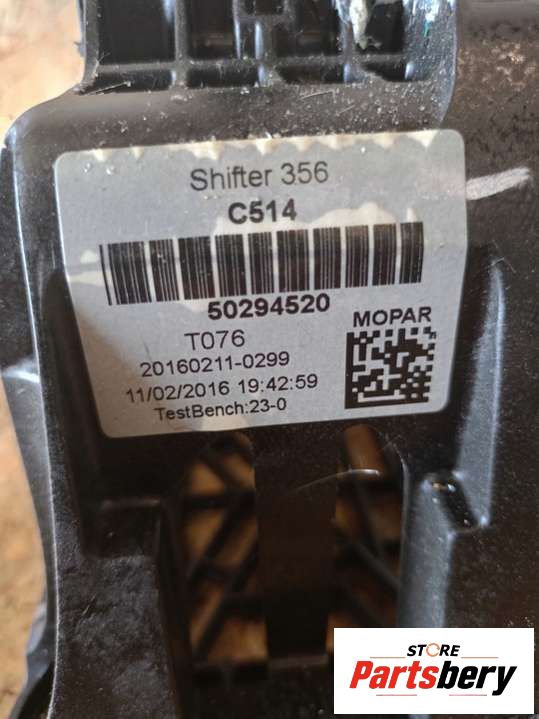 Shifter 356
C514
50294520
MOPAR
T076
20160211-0299
11/02/2016 19:42:59
TestBench:23-0
STORE
Partsbery